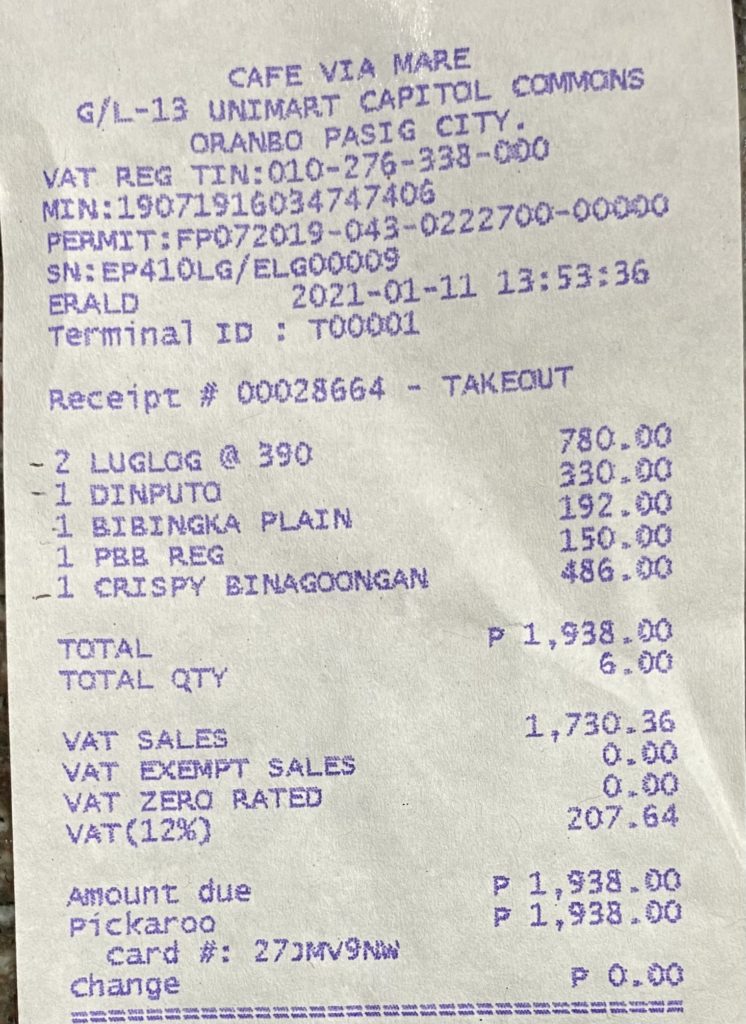 CAFE VIA MARE
G/L-13 UNIMART CAPITOL COMMONS
ORANBO PASIG CITY.
VAT REG TIN:010-276-338-000
MIN:19071916034747406
PERMIT:FP072019-043-0222700-00000
SN:EP410LG/ELG00009
ERALD 2021-01-11 13:53:36
Terminal ID : T00001
Receipt # 00028664 - TAKEOUT
- 2 LUGLOG @ 390 780.00
- 1 DINPUTO 330.00
- 1 BIBINGKA PLAIN 192.00
1 PBB REG 150.00
- 1 CRISPY BINAGOONGAN 486.00
TOTAL P 1,938.00
TOTAL QTY 6.00
VAT SALES 1,730.36
VAT EXEMPT SALES 0.00
VAT ZERO RATED 0.00
VAT(12%) 207.64
Amount due P 1,938.00
Pickaroo P 1,938.00
Card #: 27JMV9NW
Change P 0.00